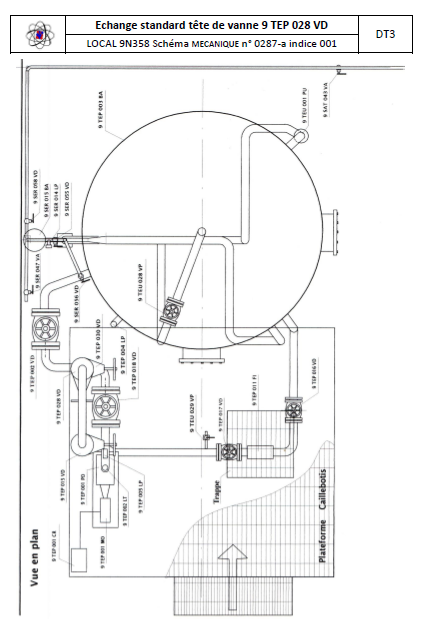 Echange standard tête de vanne 9 TEP 028 VD
LOCAL 9N358 Schéma MECANIQUE n° 0287-a indice 001
DT3
9 TEP 003 BA
9 TEU 001 PU
9 SAT 043 VA
9 SER 058 VD
9 SER 015 BA
9 SER 014 LP
9 SER 055 VD
9 SER 047 VA
9 SER 056 VD
9 TEU 028 VP
9 TEP 002 VD
9 TEP 030 VD
9 TEP 004 LP
9 TEP 018 VD
9 TEP 028 VD
9 TEU 029 VP
9 TEP 017 VD
9 TEP 011 FI
9 TEP 016 VD
9 TEP 015 VD
9 TEP 001 PO
9 TEP 002 LT
9 TEP 005 LP
9 TEP 001 MO
9 TEP 001 CR
Trappe
Plateforme Caillebotis
Vue en plan